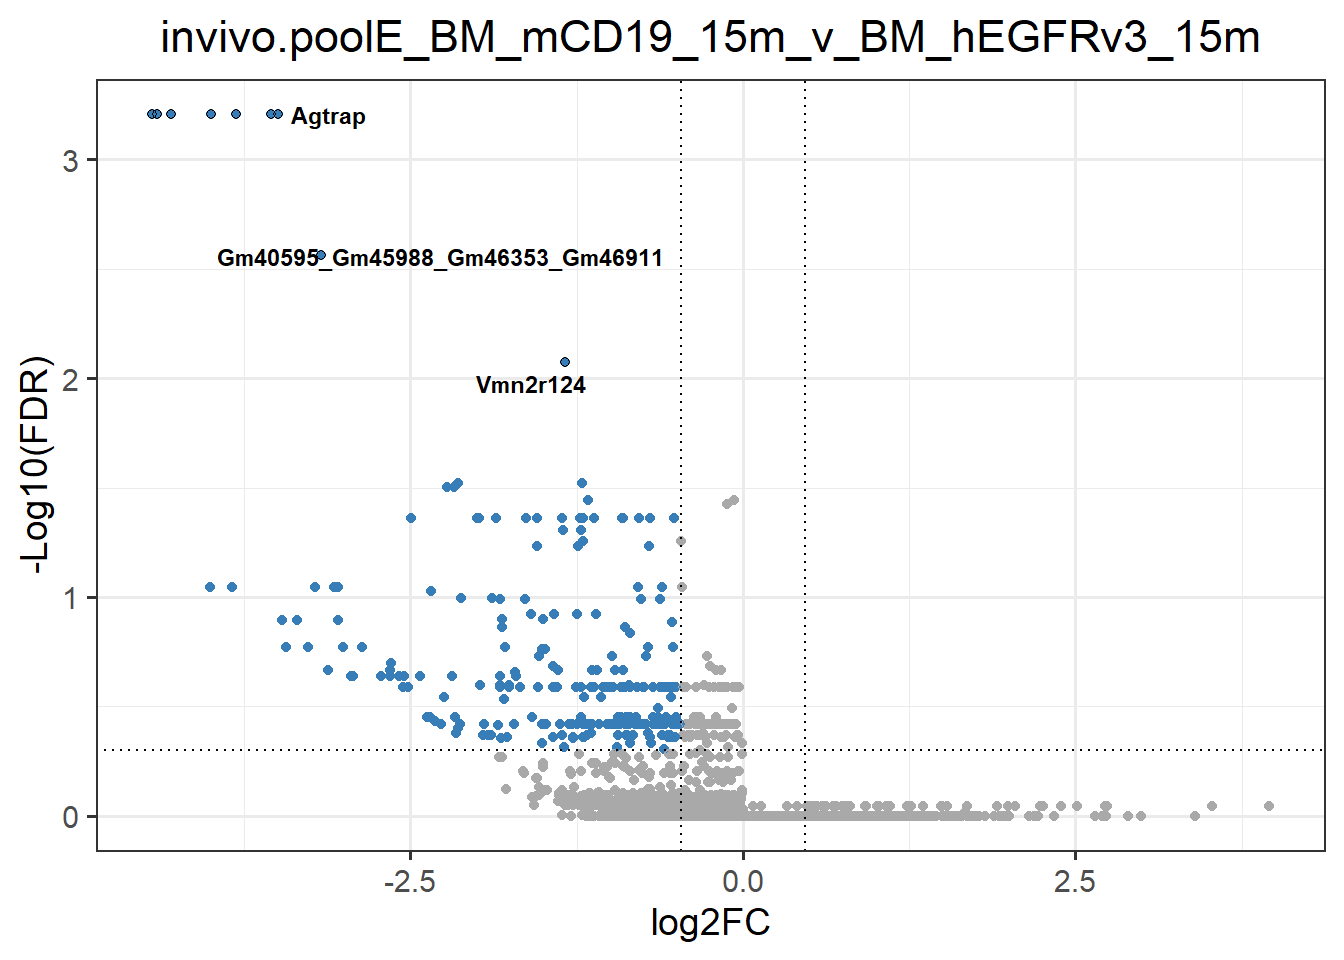 invivo.poolE_BM_mCD19_15m_v_BM_hEGFRv3_15m
Agtrap
3
Gm40595_Gm45988_Gm46353_Gm46911
2
Vmn2r124
-Log10(FDR)
1
0
-2.5 0.0 2.5
log2FC